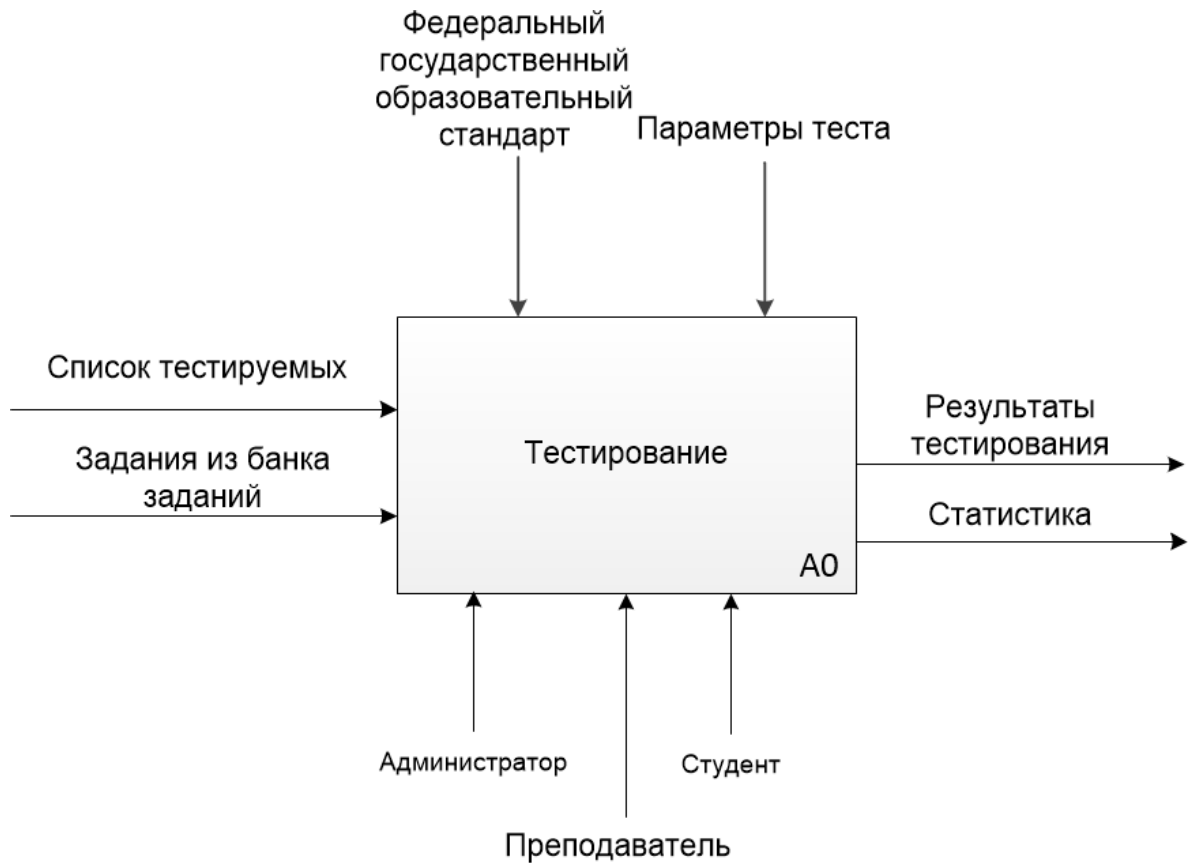 Федеральный
государственный
образовательный
стандарт
Параметры теста
Список тестируемых
Задания из банка
заданий
Тестирование
А0
Результаты
тестирования
Статистика
Администратор
Студент
Преподаватель